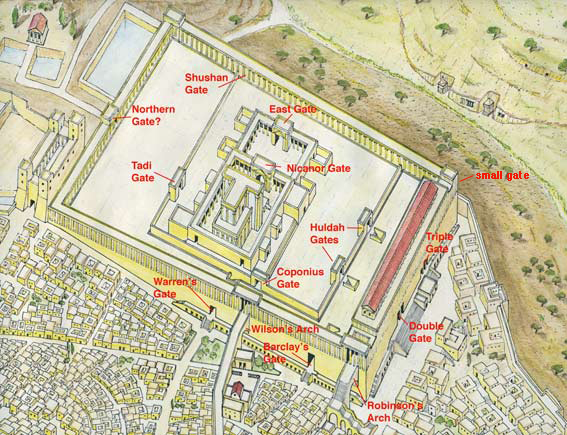 Shushan
Gate
Northern
Gate?
East Gate
Tadi
Gate
Nicanor Gate
small gate
Huldah
Gates
Triple
Gate
Coponius
Gate
Warren's
Gate
Wilson's Arch
Barclay's
Gate
Double
Gate
Robinson's
Arch